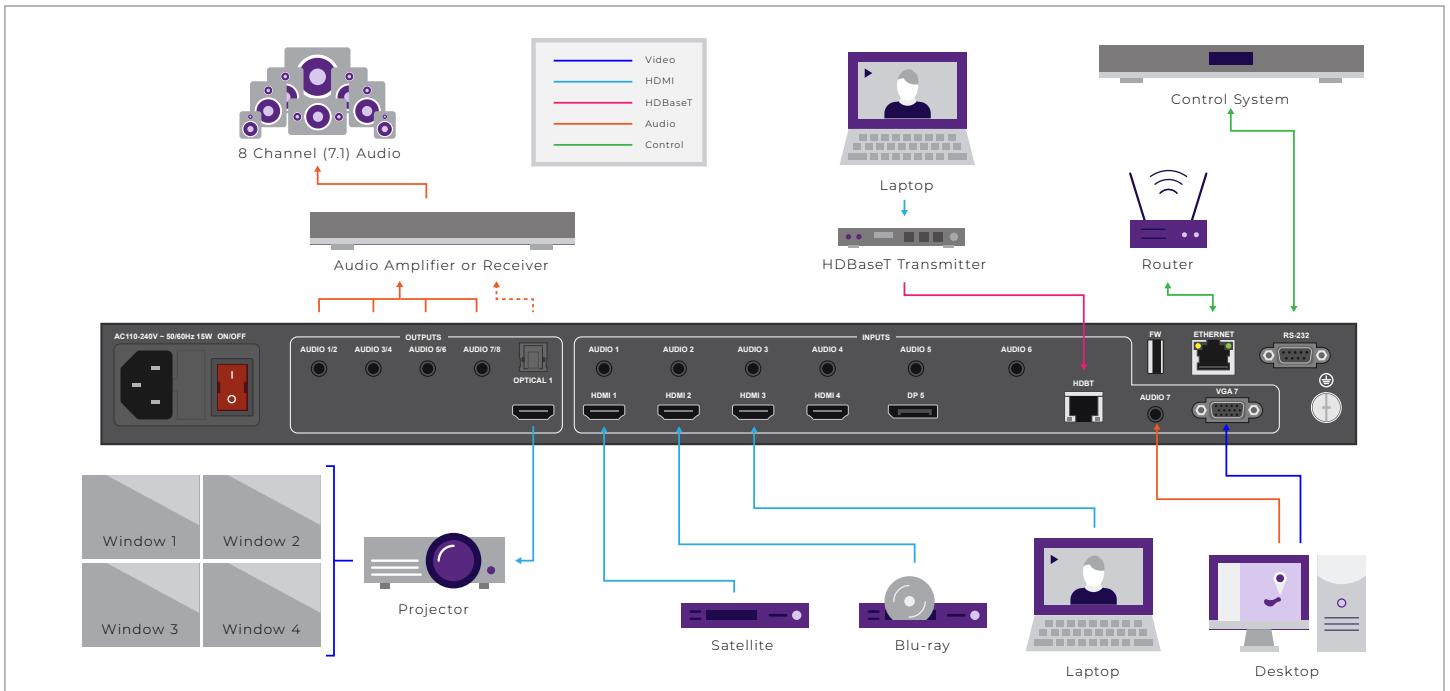 Video
HDMI
HDBaseT
Audio
Control
8 Channel (7.1) Audio
Laptop
Control System
Audio Amplifier or Receiver
HDBaseT Transmitter
Router
AC110-240V ~ 50/60Hz 15W ON/OFF
OUTPUTS
AUDIO 1/2 AUDIO 3/4 AUDIO 5/6 AUDIO 7/8
OPTICAL 1
INPUTS
AUDIO 1 AUDIO 2 AUDIO 3 AUDIO 4 AUDIO 5 AUDIO 6
HDMI 1 HDMI 2 HDMI 3 HDMI 4 DP 5
HDBT
FW
ETHERNET
RS-232
AUDIO 7
VGA 7
Window 1
Window 2
Window 3
Window 4
Projector
Satellite
Blu-ray
Laptop
Desktop